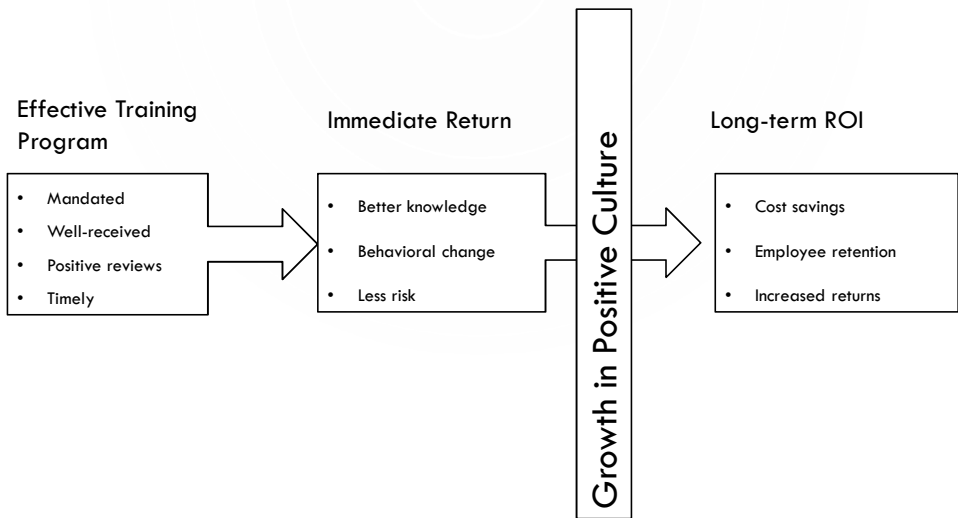 Effective Training
Program
• Mandated
• Well-received
• Positive reviews
• Timely
Immediate Return
• Better knowledge
• Behavioral change
• Less risk
Growth in Positive Culture
Long-term ROI
• Cost savings
• Employee retention
• Increased returns